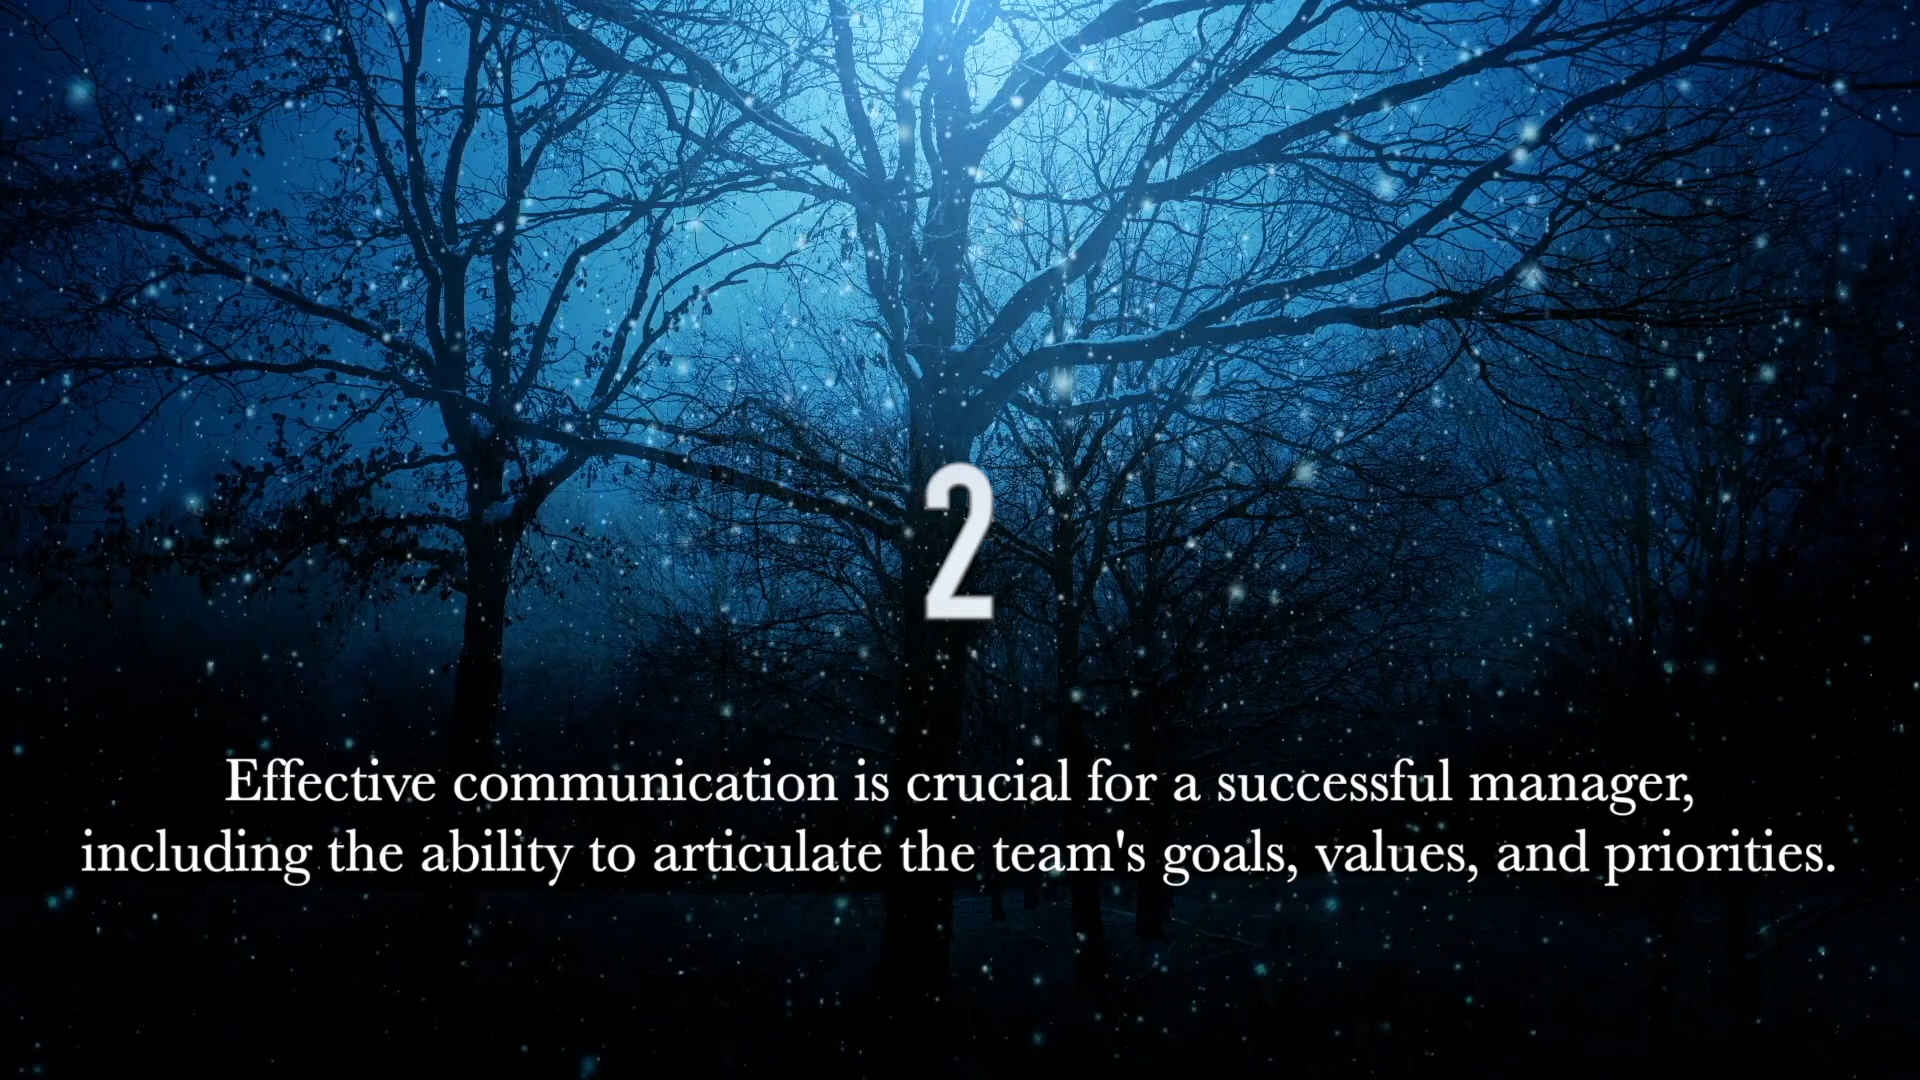 2
Effective communication is crucial for a successful manager,
including the ability to articulate the team's goals, values, and priorities.